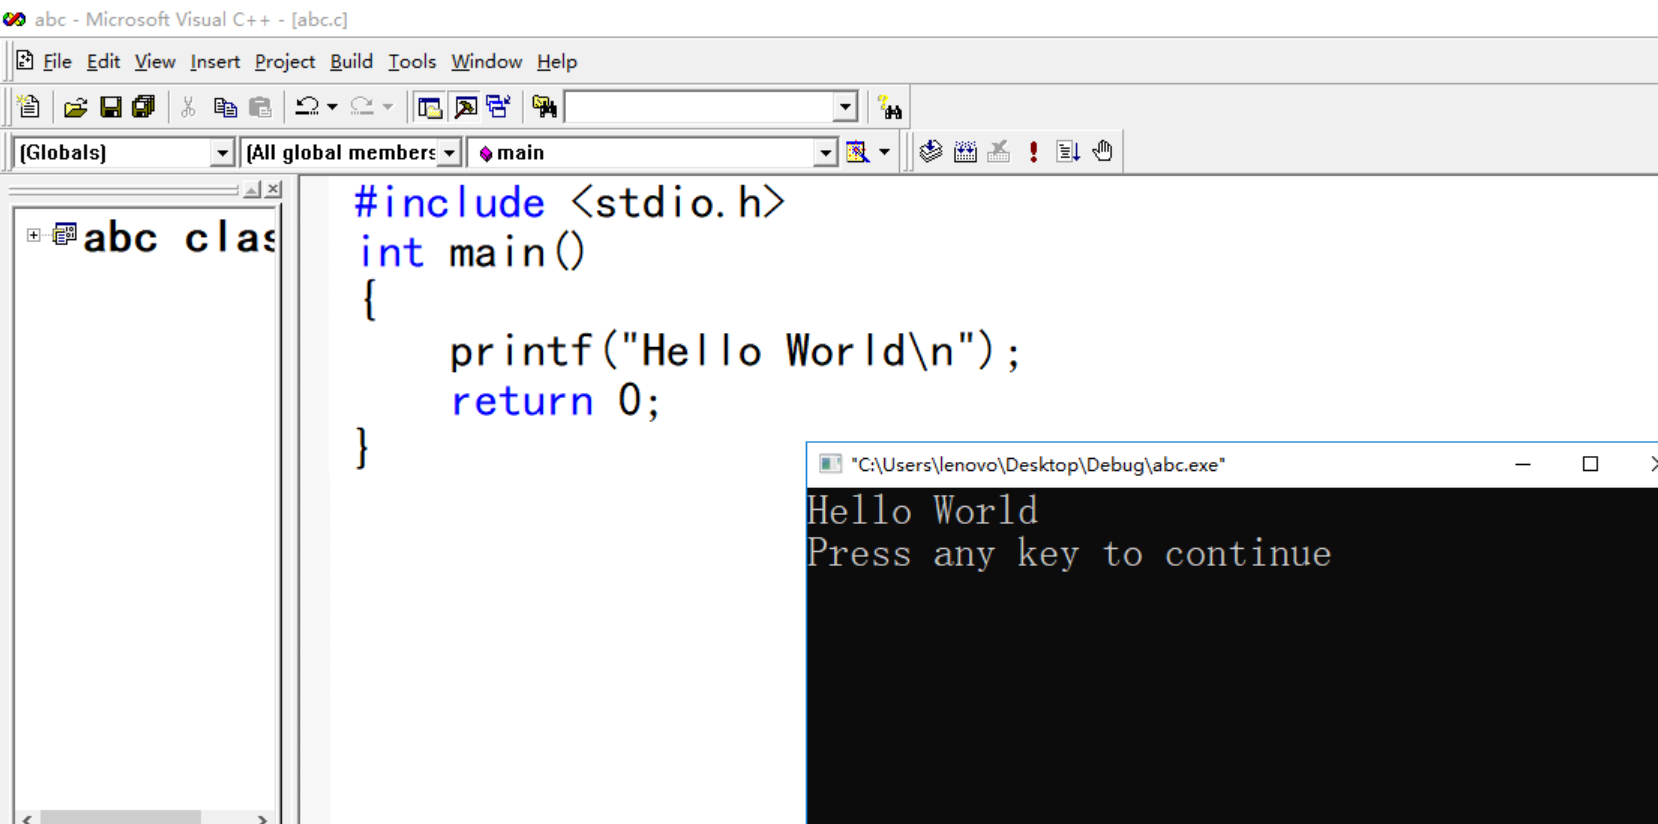 abc - Microsoft Visual C++ - [abc.c]
File Edit View Insert Project Build Tools Window Help
(Globals) (All global members main
abc clas
#include <stdio.h>
int main()
{
printf("Hello World\n");
return 0;
}
"C:\Users\lenovo\Desktop\Debug\abc.exe"
Hello World
Press any key to continue